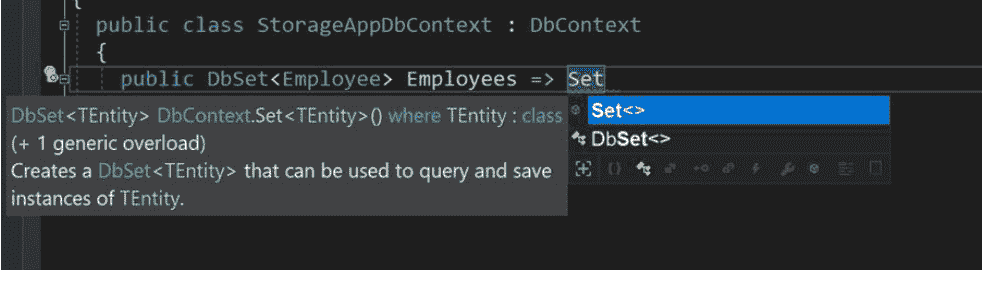 {
public class StorageAppDbContext : DbContext
{
public DbSet<Employee> Employees => Set
DbSet<TEntity> DbContext.Set<TEntity>() where TEntity : class
(+ 1 generic overload)
Creates a DbSet<TEntity> that can be used to query and save
instances of TEntity.
Set<>
DbSet<>